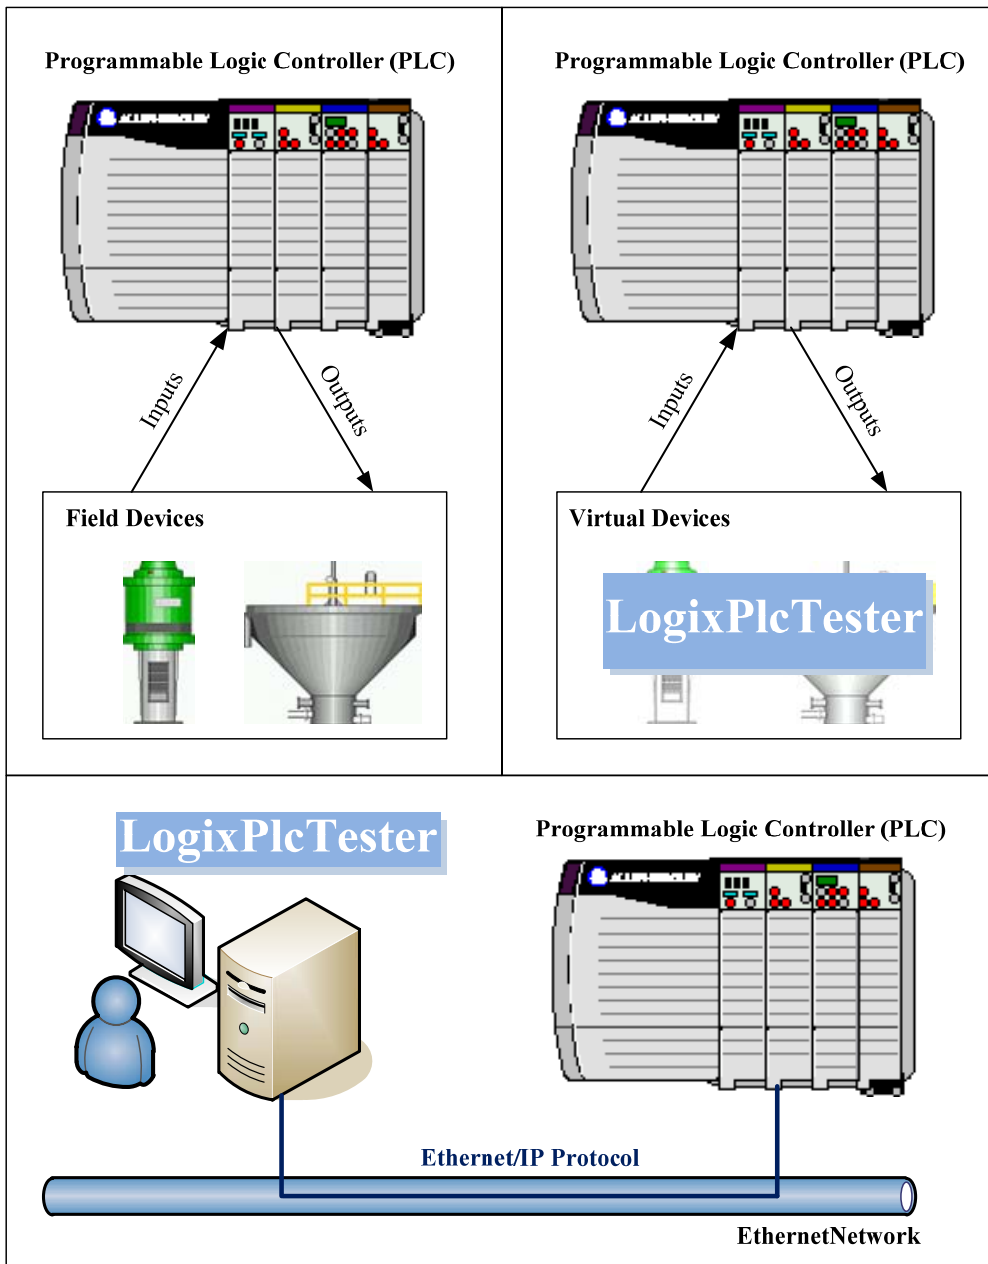 Programmable Logic Controller (PLC)
Inputs
Outputs
Field Devices
Programmable Logic Controller (PLC)
Inputs
Outputs
Virtual Devices
LogixPlcTester
LogixPlcTester
Programmable Logic Controller (PLC)
Ethernet/IP Protocol
EthernetNetwork